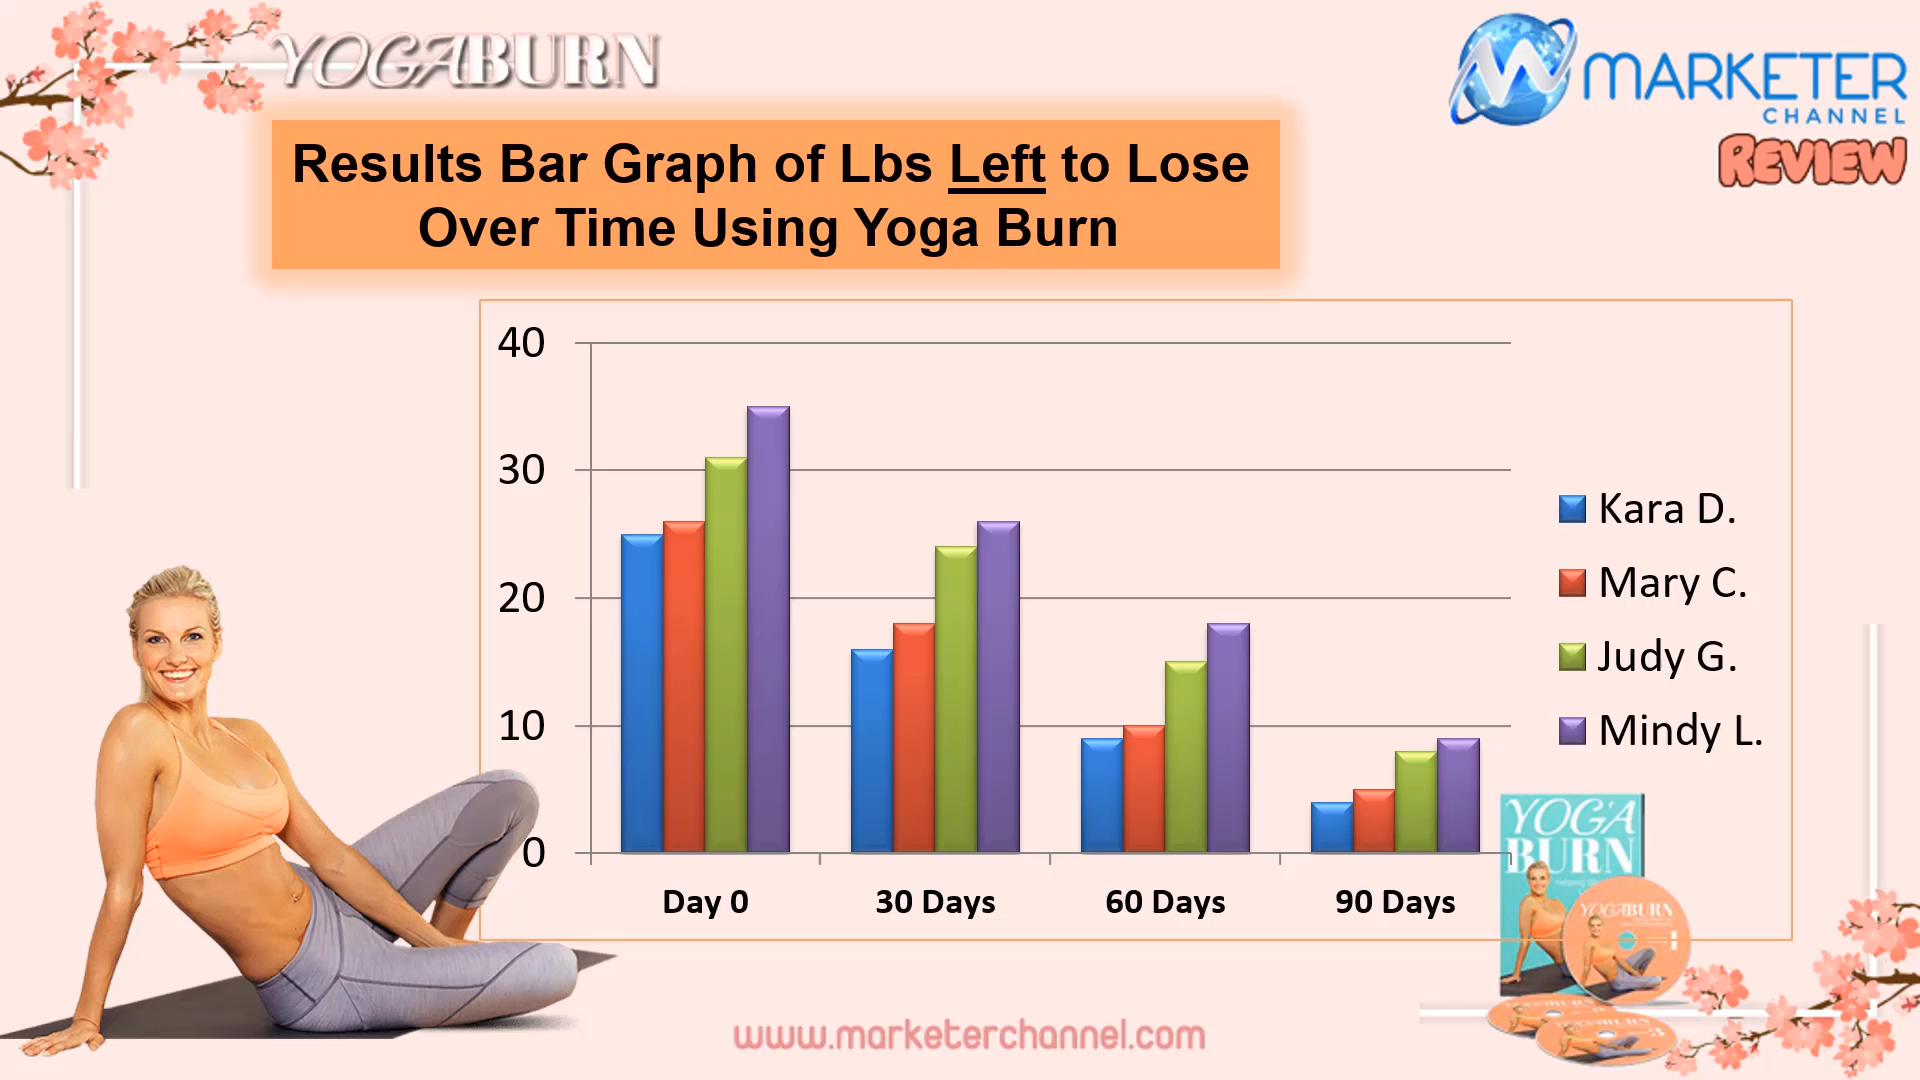 YOGABURN
MARKETER
CHANNEL
REVIEW
Results Bar Graph of Lbs Left to Lose
Over Time Using Yoga Burn
40
30
20
10
0
Day 0
30 Days
60 Days
90 Days
Kara D.
Mary C.
Judy G.
Mindy L.
YOGA
BURN
YOGABURN
YOGABURN
www.marketerchannel.com